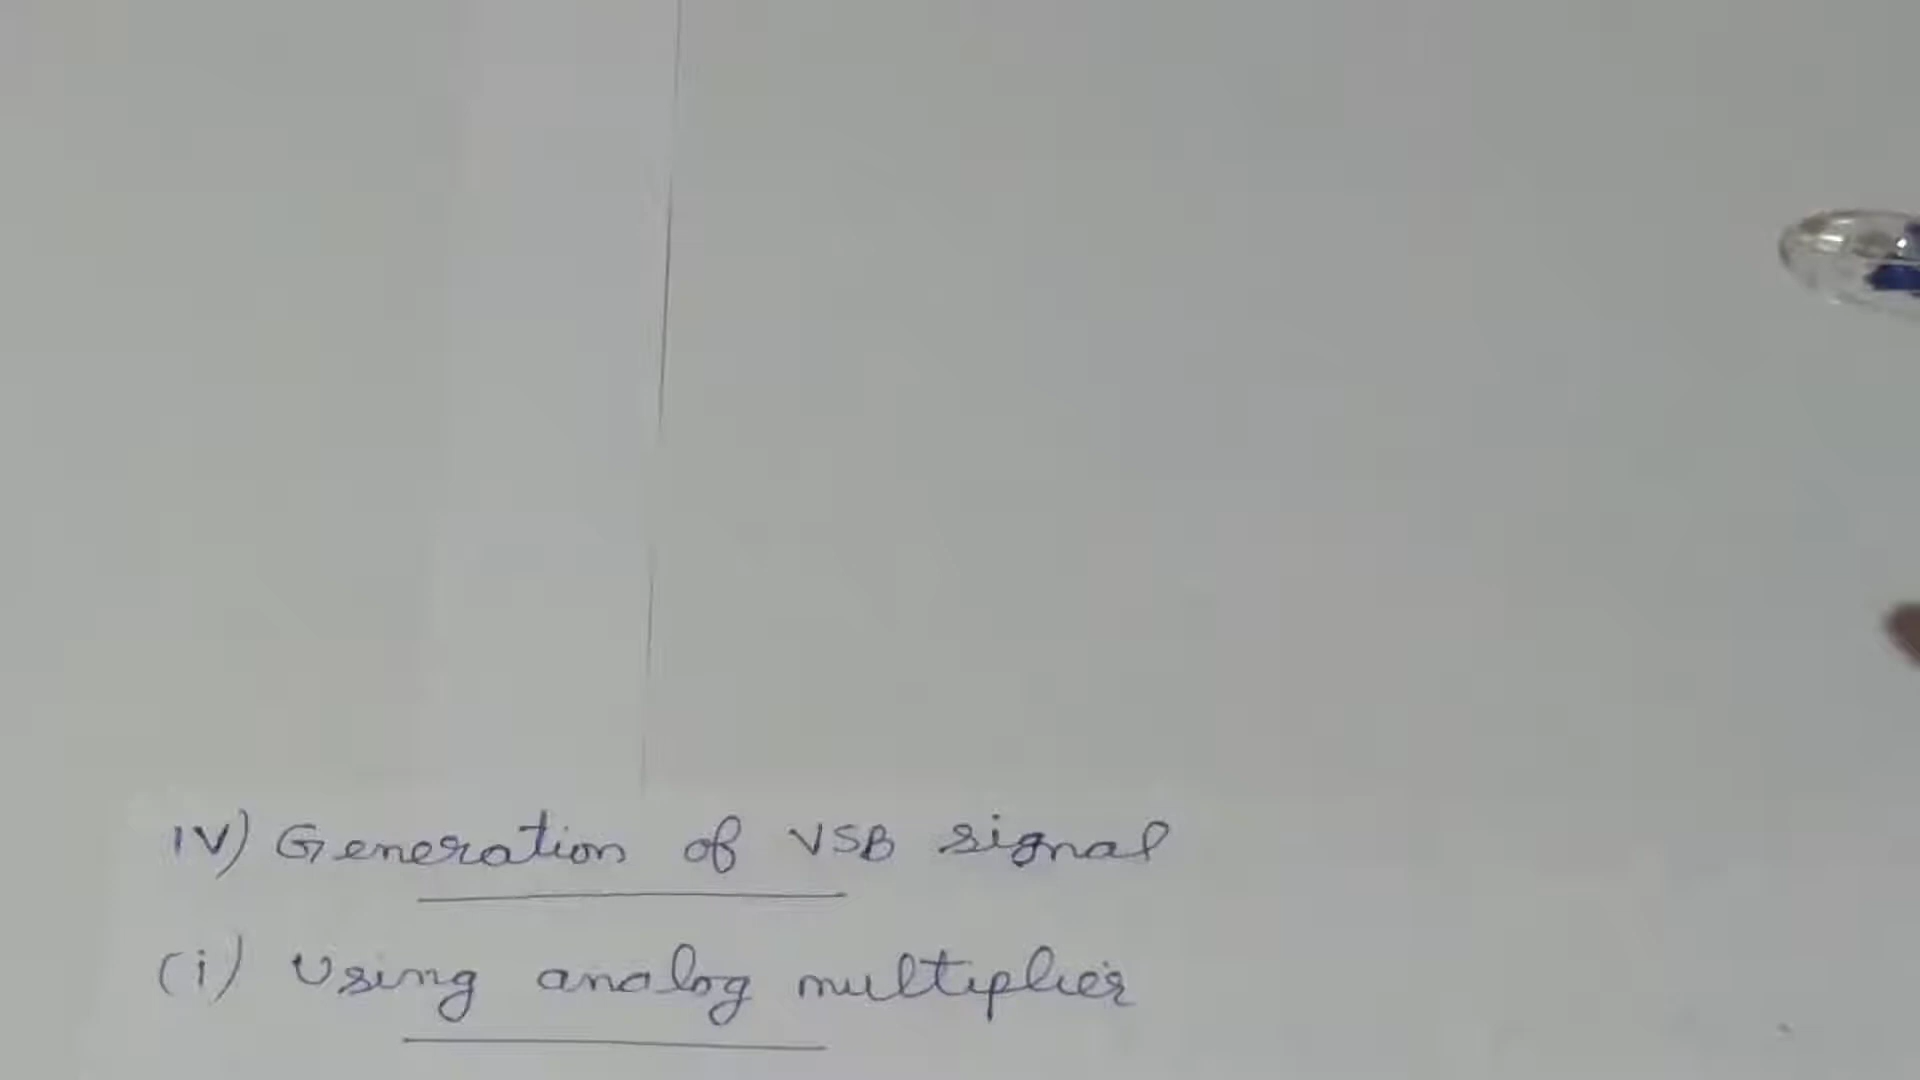 IV) Generation of VSB signal
(i) Using analog multiplier